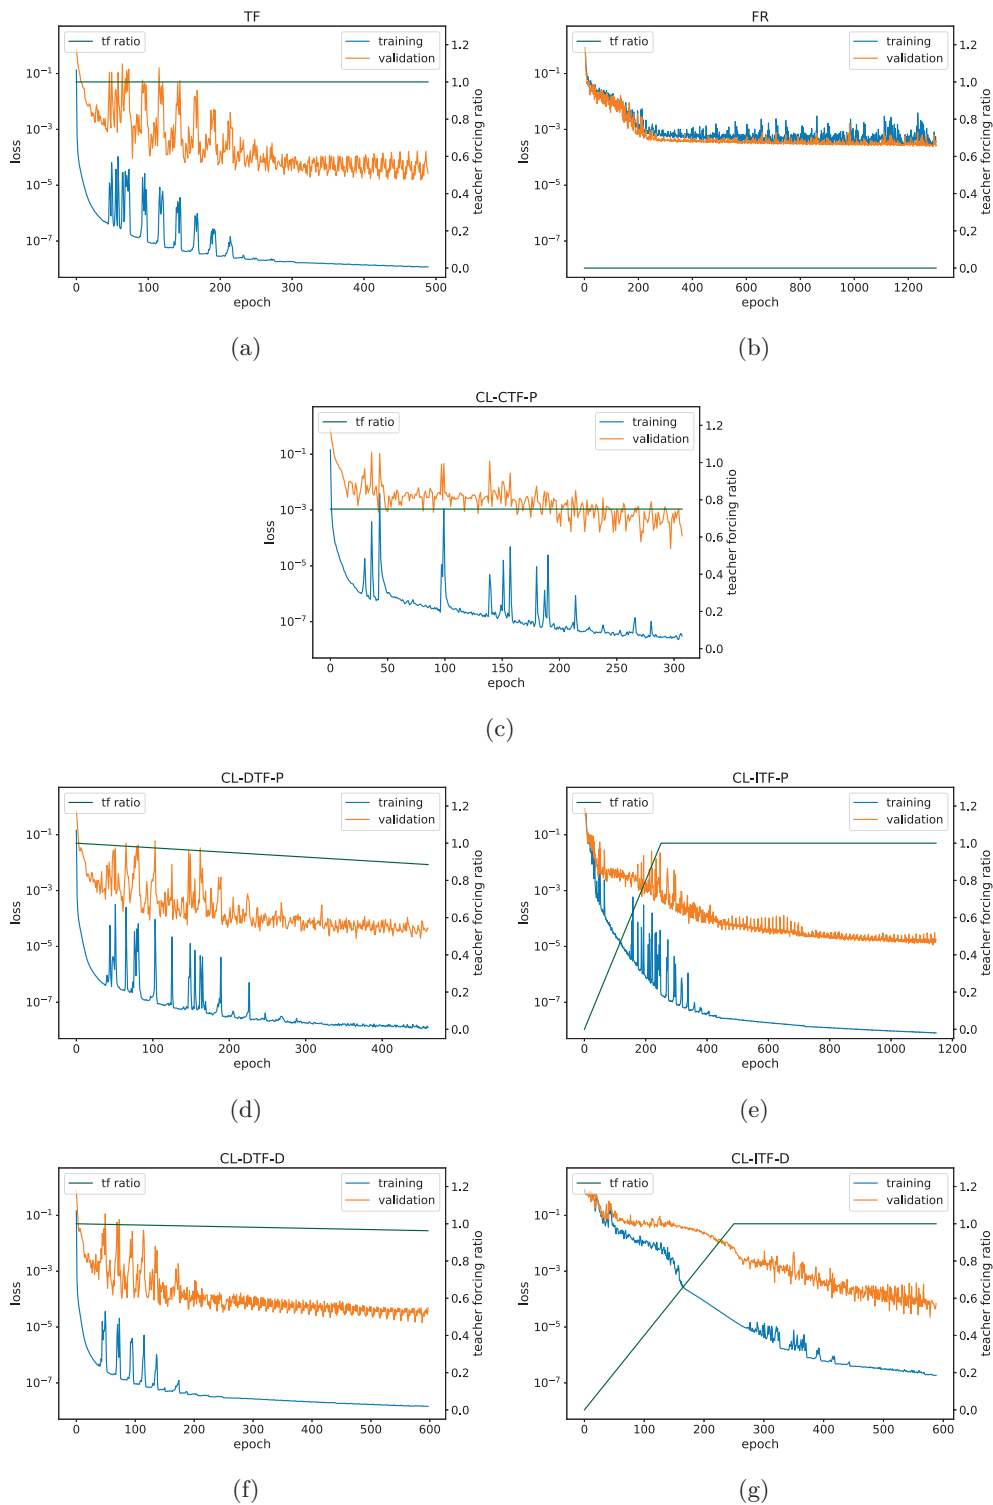 TF
tf ratio
training
validation
10⁻¹
10⁻³
10⁻⁵
10⁻⁷
loss
1.2
1.0
0.8
0.6
0.4
0.2
0.0
teacher forcing ratio
0 100 200 300 400 500
epoch
(a)
FR
tf ratio
training
validation
10⁻¹
10⁻³
10⁻⁵
10⁻⁷
loss
1.2
1.0
0.8
0.6
0.4
0.2
0.0
teacher forcing ratio
0 200 400 600 800 1000 1200
epoch
(b)
CL-CTF-P
tf ratio
training
validation
10⁻¹
10⁻³
10⁻⁵
10⁻⁷
loss
1.2
1.0
0.8
0.6
0.4
0.2
0.0
teacher forcing ratio
0 50 100 150 200 250 300
epoch
(c)
CL-DTF-P
tf ratio
training
validation
10⁻¹
10⁻³
10⁻⁵
10⁻⁷
loss
1.2
1.0
0.8
0.6
0.4
0.2
0.0
teacher forcing ratio
0 100 200 300 400
epoch
(d)
CL-ITF-P
tf ratio
training
validation
10⁻¹
10⁻³
10⁻⁵
10⁻⁷
loss
1.2
1.0
0.8
0.6
0.4
0.2
0.0
teacher forcing ratio
0 200 400 600 800 1000 1200
epoch
(e)
CL-DTF-D
tf ratio
training
validation
10⁻¹
10⁻³
10⁻⁵
10⁻⁷
loss
1.2
1.0
0.8
0.6
0.4
0.2
0.0
teacher forcing ratio
0 100 200 300 400 500 600
epoch
(f)
CL-ITF-D
tf ratio
training
validation
10⁻¹
10⁻³
10⁻⁵
10⁻⁷
loss
1.2
1.0
0.8
0.6
0.4
0.2
0.0
teacher forcing ratio
0 100 200 300 400 500 600
epoch
(g)